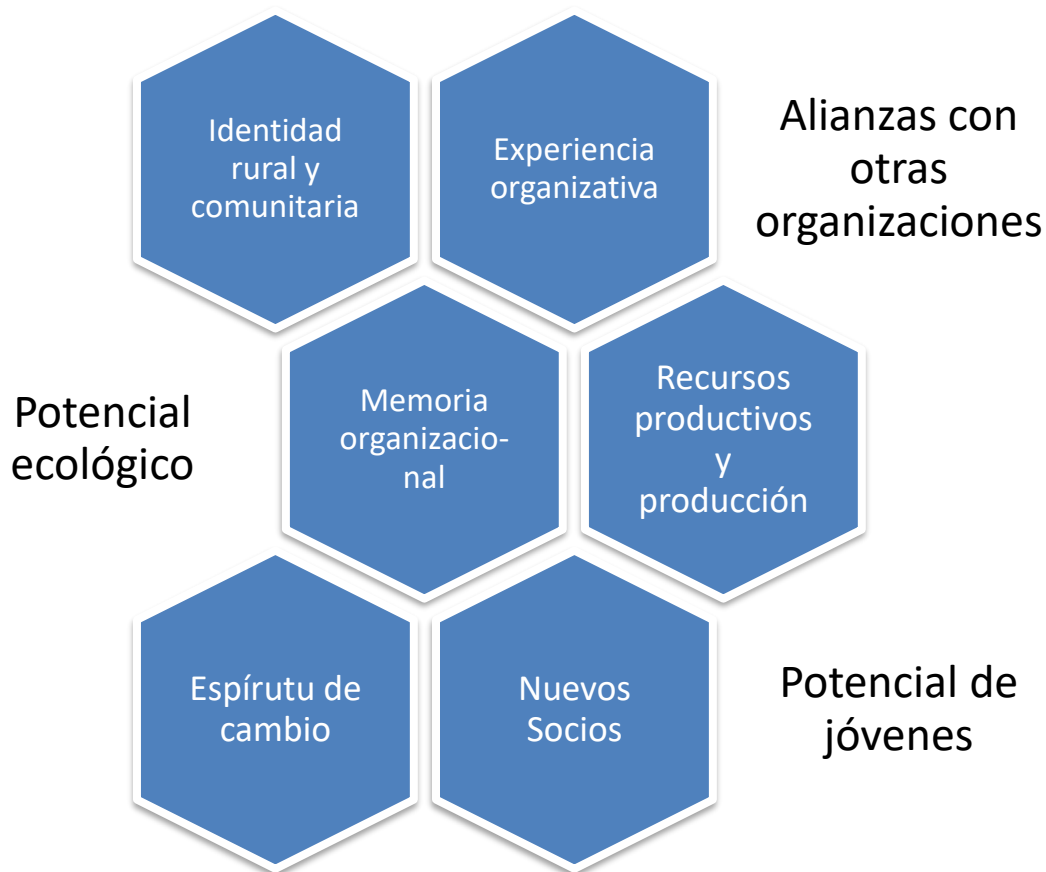 Identidad
rural y
comunitaria
Experiencia
organizativa
Alianzas con
otras
organizaciones
Potencial
ecológico
Memoria
organizacio-
nal
Recursos
productivos
y
producción
Espírutu de
cambio
Nuevos
Socios
Potencial de
jóvenes